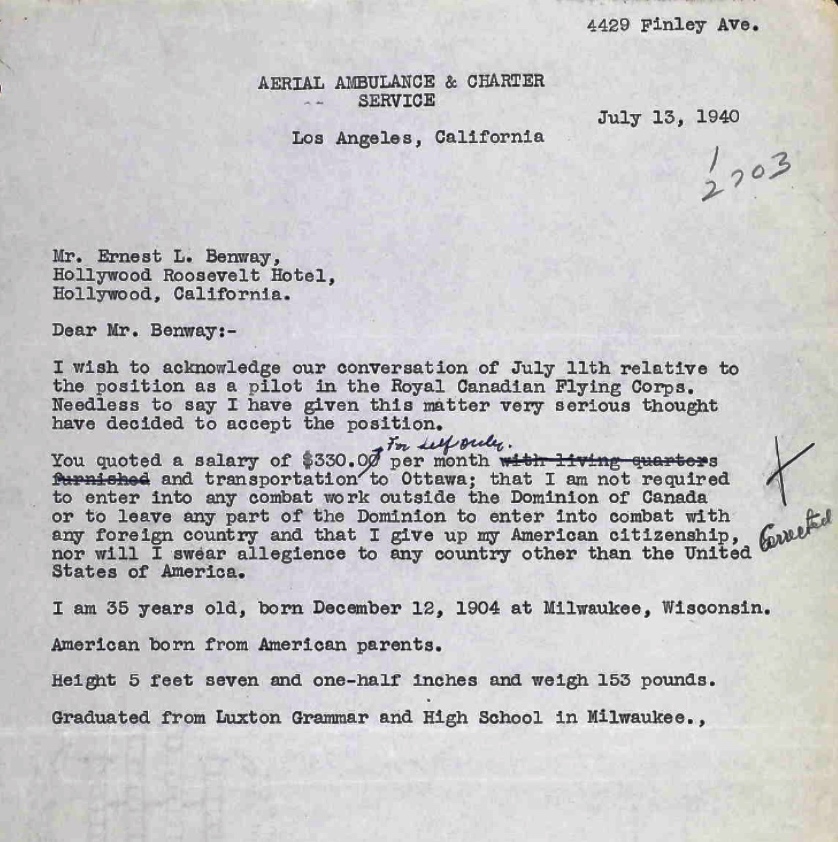 4429 Finley Ave.
AERIAL AMBULANCE & CHARTER
-- SERVICE
July 13, 1940
Los Angeles, California
1
2703
Mr. Ernest L. Benway,
Hollywood Roosevelt Hotel,
Hollywood, California.
Dear Mr. Benway:-
I wish to acknowledge our conversation of July 11th relative to
the position as a pilot in the Royal Canadian Flying Corps.
Needless to say I have given this matter very serious thought
have decided to accept the position.
For self only.
You quoted a salary of $330.00 per month with living quarters
furnished and transportation to Ottawa; that I am not required
to enter into any combat work outside the Dominion of Canada
or to leave any part of the Dominion to enter into combat with
any foreign country and that I give up my American citizenship,
Corrected
nor will I swear allegience to any country other than the United
States of America.
I am 35 years old, born December 12, 1904 at Milwaukee, Wisconsin.
American born from American parents.
Height 5 feet seven and one-half inches and weigh 153 pounds.
Graduated from Luxton Grammar and High School in Milwaukee.,